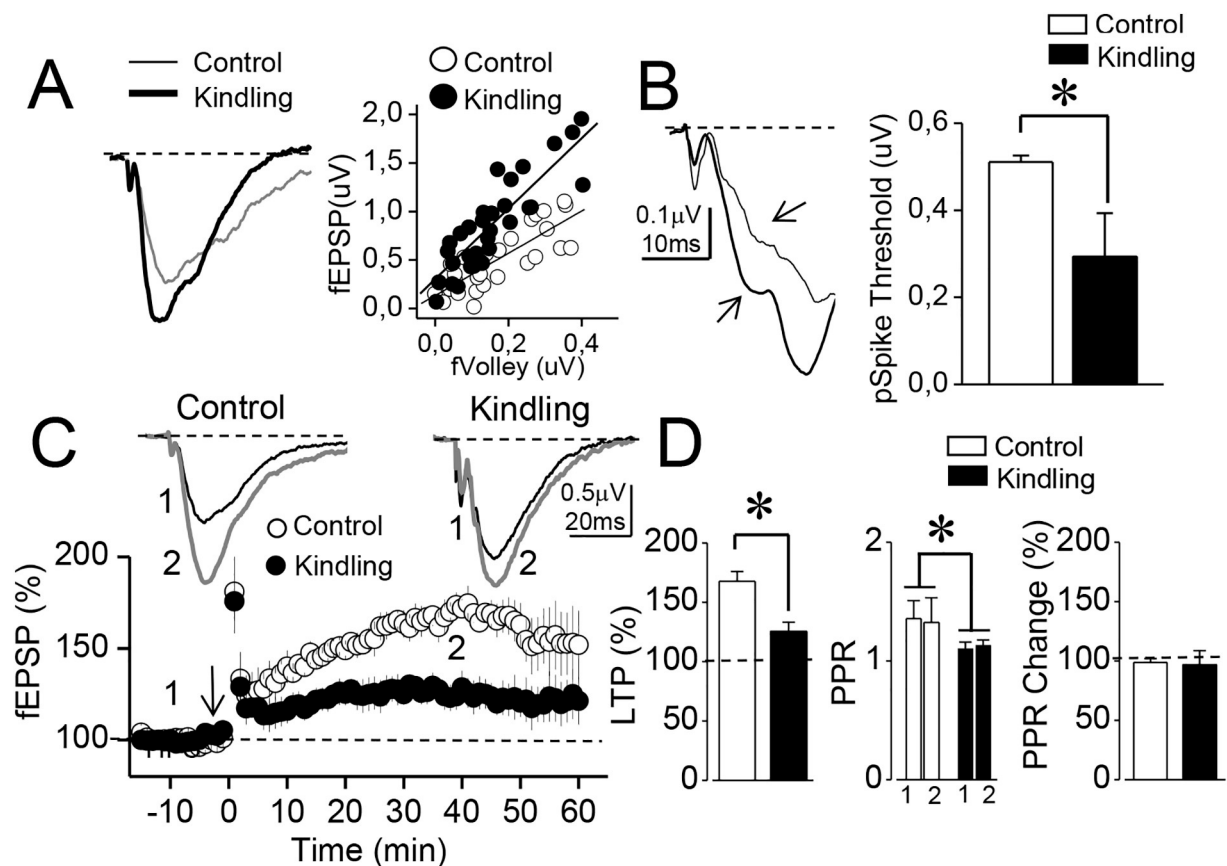 A
Control
Kindling
Control
Kindling
fEPSP(uV)
2,0
1,5
1,0
0,5
0,0
0,0
0,2
0,4
fVolley (uV)
B
Control
Kindling
*
0.1μV
10ms
pSpike Threshold (uV)
0,6
0,4
0,2
0,0
C
Control
Kindling
1
2
1
2
0.5μV
20ms
Control
Kindling
fEPSP (%)
200
150
100
1
2
-10
0
10
20
30
40
50
60
Time (min)
D
Control
Kindling
*
LTP (%)
200
150
100
50
0
*
PPR
2
1
0
1
2
1
2
PPR Change (%)
200
150
100
50
0